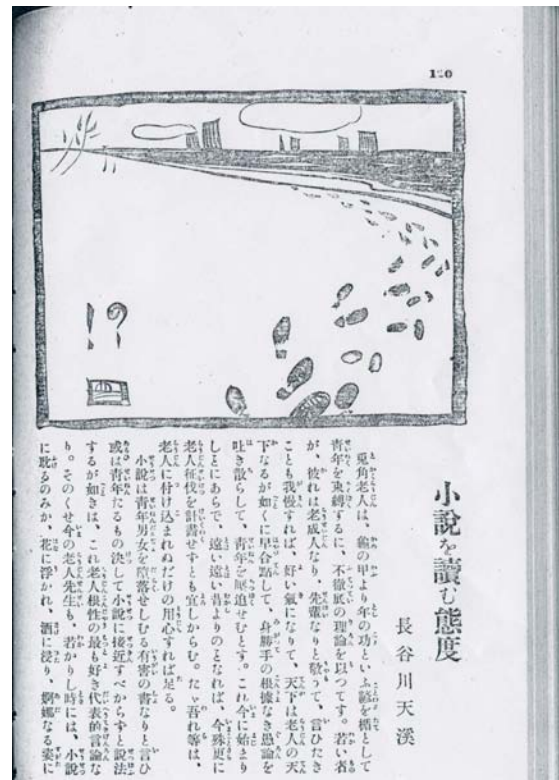 120
小説を讀む態度
長谷川天溪
兎角老人は、龜の甲より年の功といふ諺を楯として
青年を束縛するに、不徹底の理論を以つてす。若い者
が、彼れは老成人なり、先輩なりと敬って、言ひたき
ことも我慢すれば、好い氣になりて、天下は老人の天
下なるが如くに早合點して、身勝手の根據なき愚論を
吐き散らして、青年を壓迫せむとす。これ今に始まり
しことにあらで、遠い遠い昔よりのことなれば、今殊更に
老人征伐を計畫せずとも宜しからむ。たゞ吾れ等は、
老人に付け込まれぬだけの用心すれば足る。
小説は青年男女を墮落せしむる有害の書なりと言ひ
或は青年たるもの決して小説に接近すべからずと説法
するが如きは、これ老人根性の最も好き代表的言論な
り。そのくせ今の老人先生も、若かりし時には、小説
に耽るのみか、花に浮かれ、酒に浸り、婀娜なる姿に